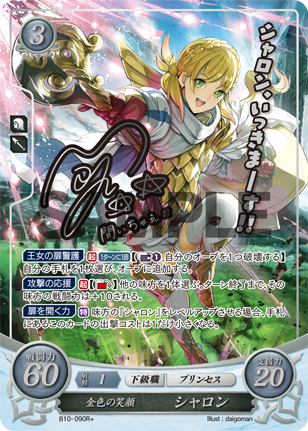 3
シャロン、いっきまーす!!
SAMPLE
王女の扉警護 起 1ターンに1回 【1、自分のオーブを1つ破壊する】
自分の手札を1枚選び、オーブに追加する。
攻撃の応援 起 【】他の味方を1体選ぶ。ターン終了まで、その
味方の戦闘力は+10される。
扉を開く力 特 味方の『シャロン』をレベルアップさせる場合、手札
にあるこのカードの出撃コストは1だけ小さくなる。
戦闘力
60
1
下級職
プリンセス
支援力
20
金色の笑顔
シャロン
B10-090R+
Illust:daigoman